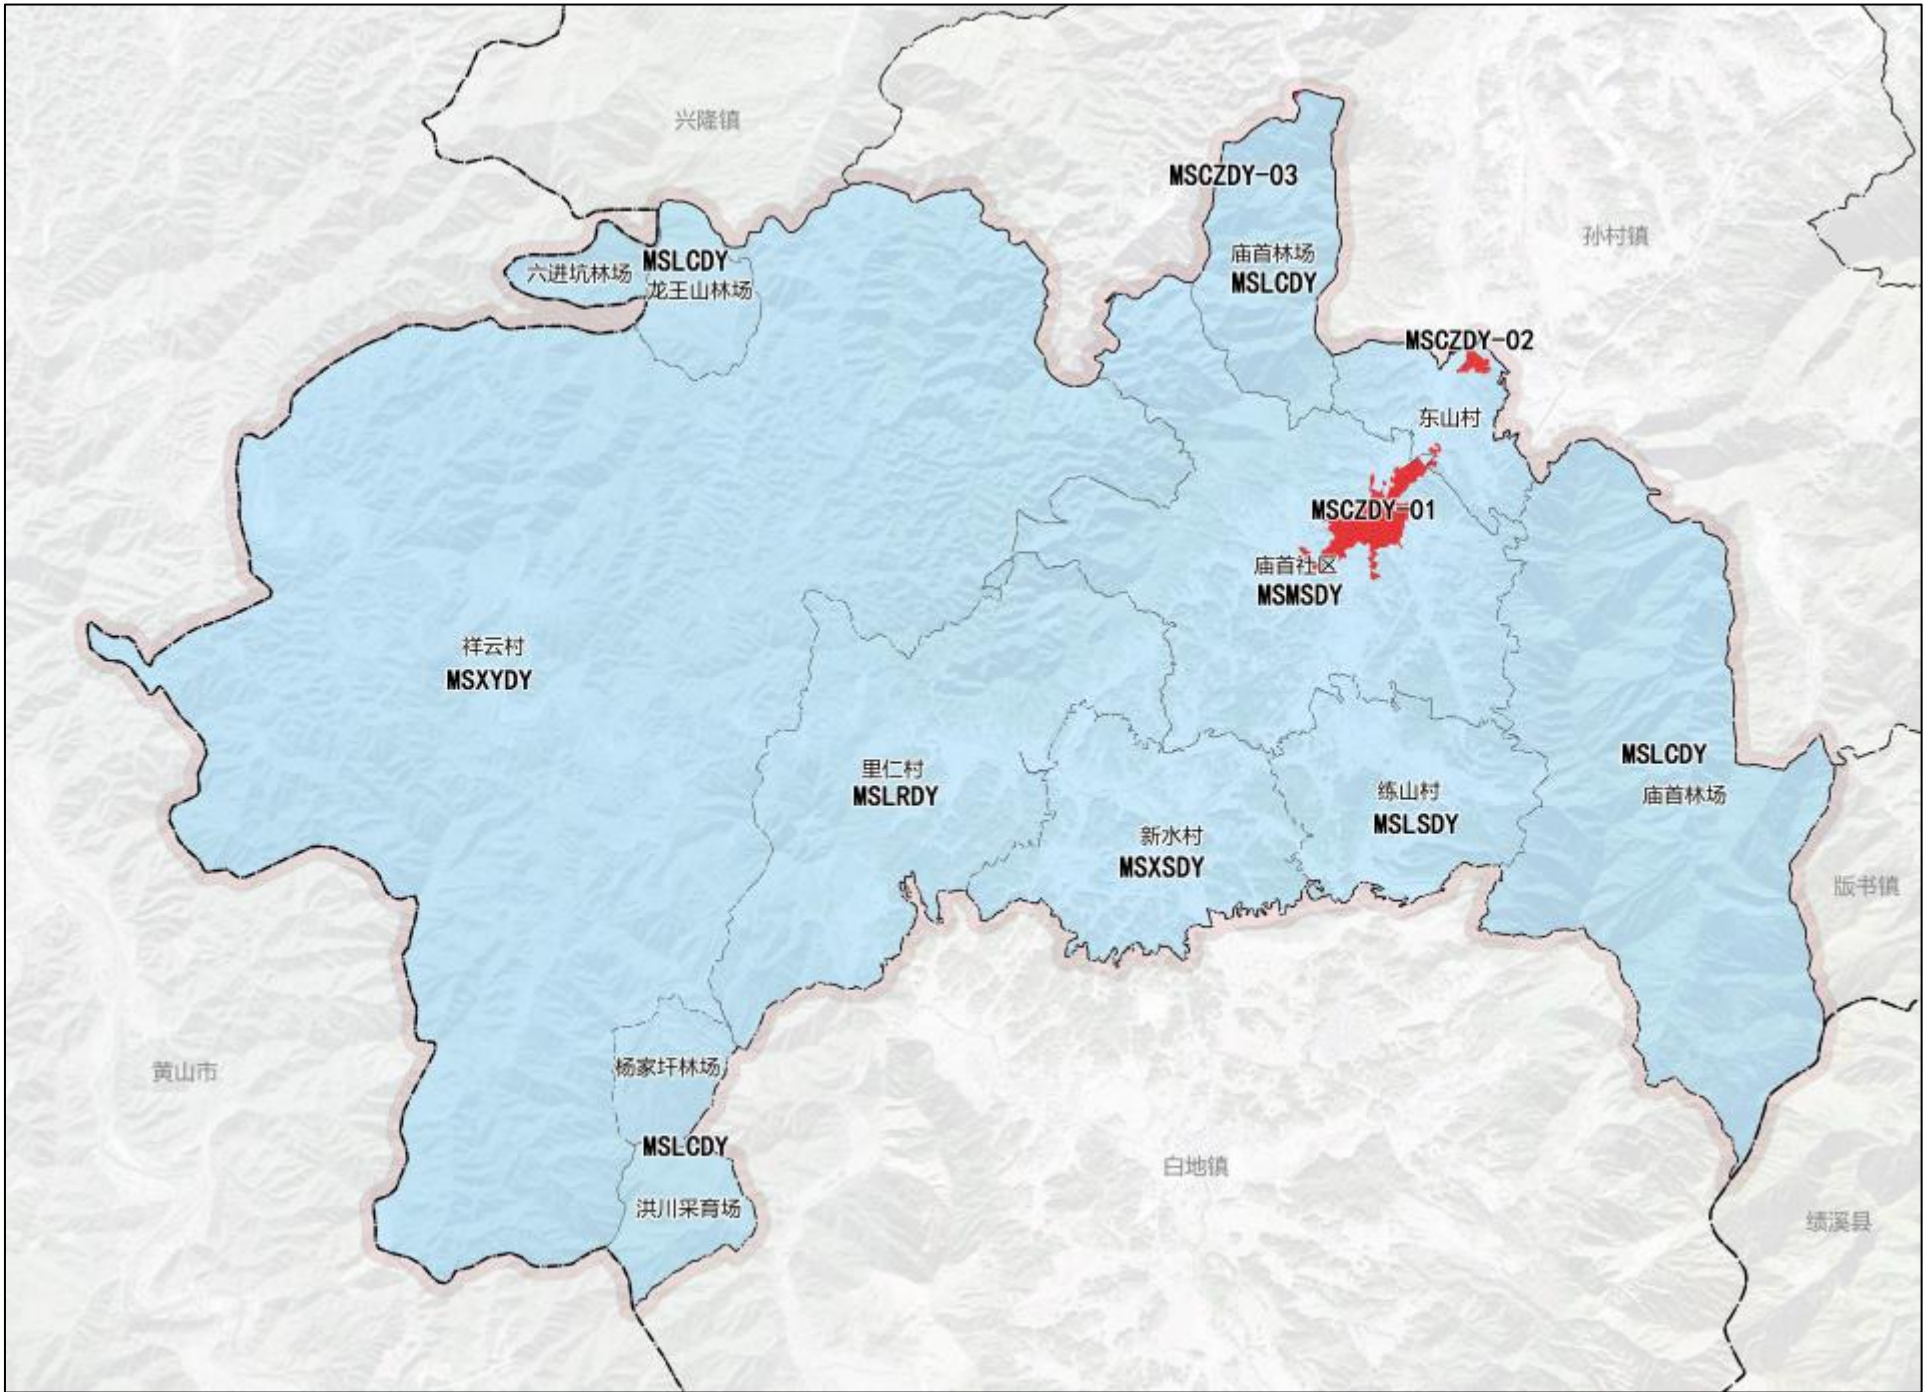 兴隆镇
MSCZDY-03
孙村镇
庙首林场
MSLCDY
MSLCDY
六进坑林场
龙王山林场
MSCZDY-02
东山村
MSCZDY-01
庙首社区
MSMSDY
祥云村
MSXYDY
里仁村
MSLRDY
新水村
MSXSDY
练山村
MSLSDY
MSLCDY
庙首林场
版书镇
黄山市
杨家圩林场
MSLCDY
洪川采育场
白地镇
绩溪县